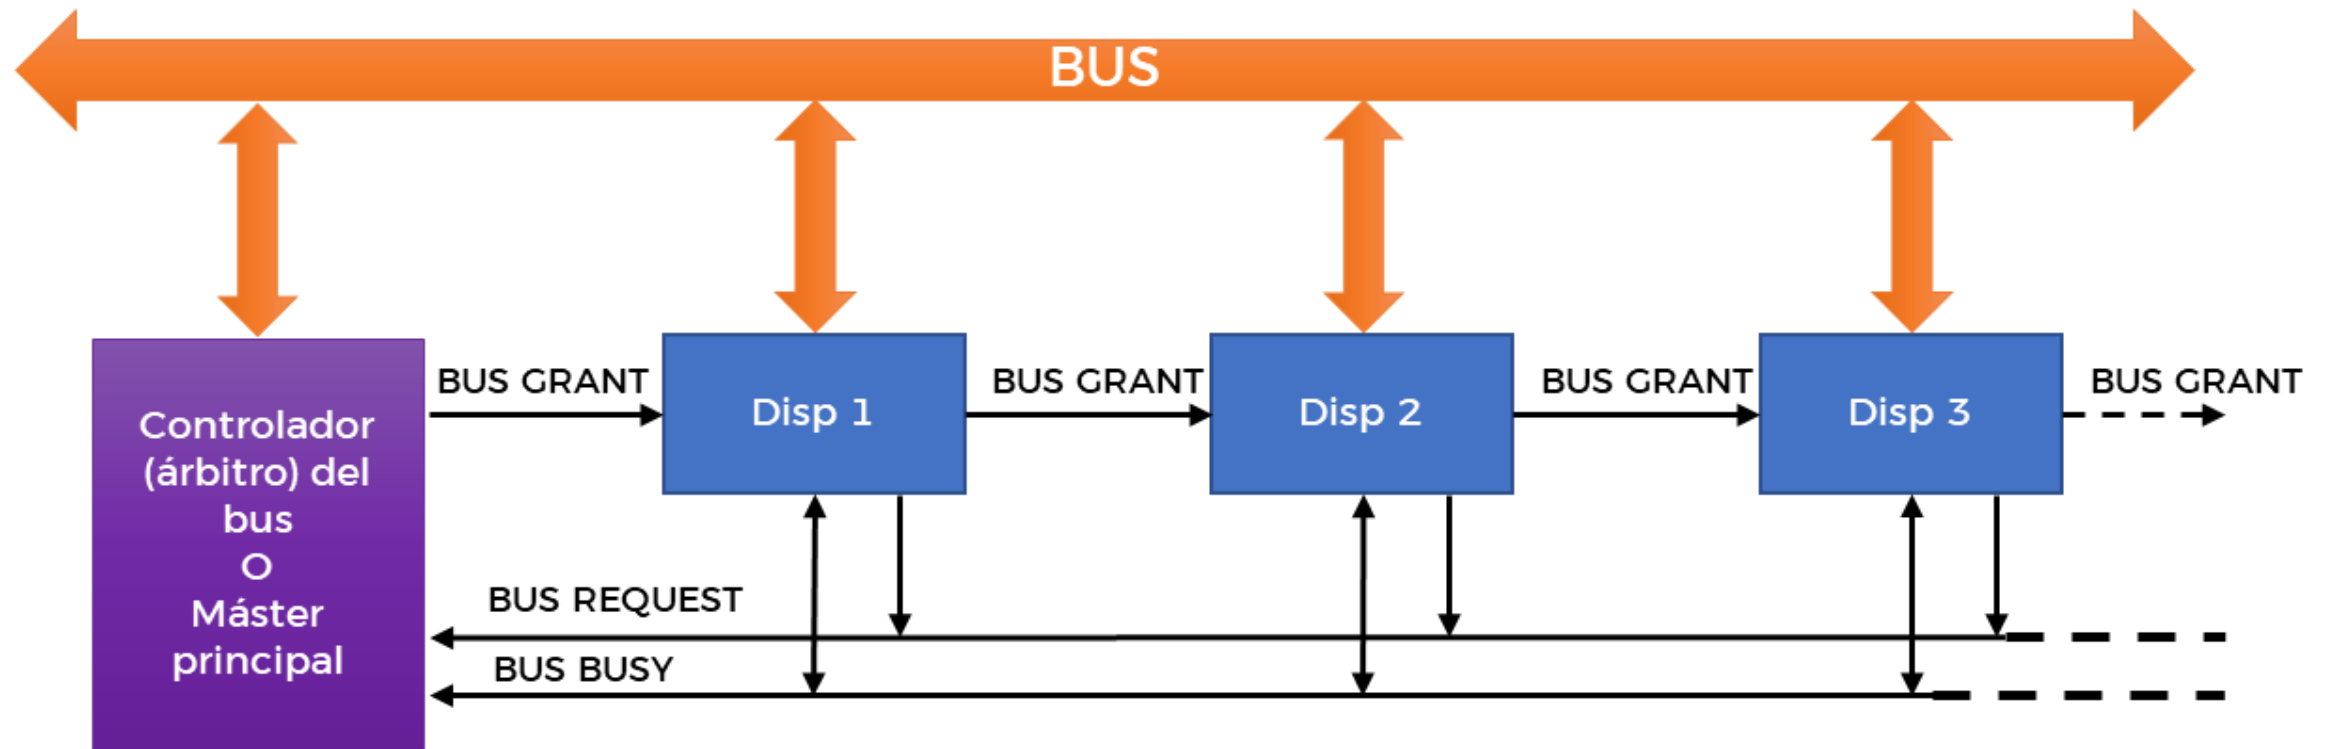 BUS
BUS GRANT
BUS GRANT
BUS GRANT
BUS GRANT
Disp 1
Disp 2
Disp 3
Controlador
(árbitro) del
bus
O
Máster
principal
BUS REQUEST
BUS BUSY